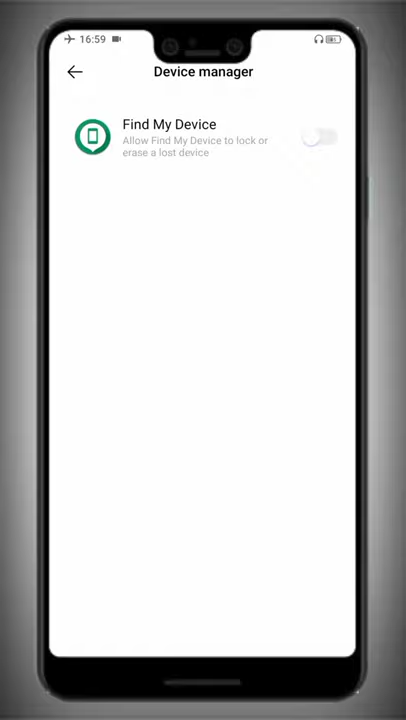 16:59
Device manager
Find My Device
Allow Find My Device to lock or
erase a lost device